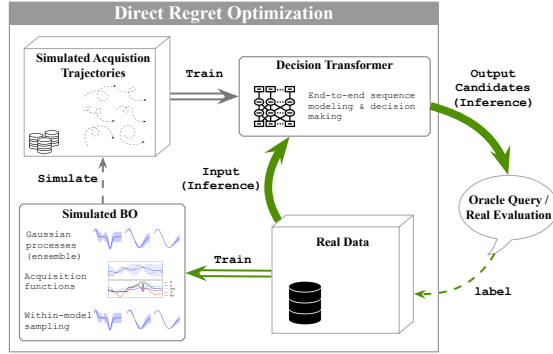 Direct Regret Optimization
Simulated Acquistion
Trajectories
Train
Decision Transformer
End-to-end sequence
modeling & decision
making
Output
Candidates
(Inference)
Input
(Inference)
Simulate
Oracle Query /
Real Evaluation
Simulated BO
Gaussian
processes
(ensemble)
Acquisition
functions
Within-model
sampling
Train
Real Data
label